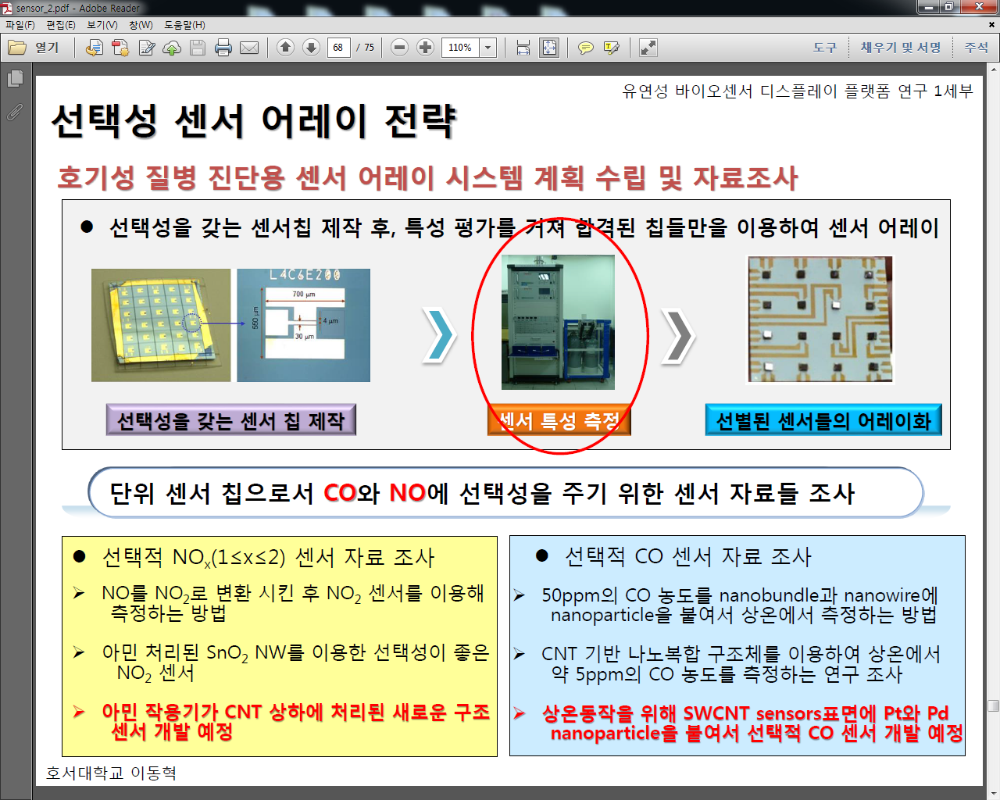 sensor_2.pdf - Adobe Reader
파일(F) 편집(E) 보기(V) 창(W) 도움말(H)
열기 68 / 75 110% 도구 채우기 및 서명 주석
유연성 바이오센서 디스플레이 플랫폼 연구 1세부
선택성 센서 어레이 전략
호기성 질병 진단용 센서 어레이 시스템 계획 수립 및 자료조사
● 선택성을 갖는 센서칩 제작 후, 특성 평가를 거쳐 합격된 칩들만을 이용하여 센서 어레이
L4C6E200
700 μm
550 μm
4 μm
30 μm
선택성을 갖는 센서 칩 제작
센서 특성 측정
선별된 센서들의 어레이화
단위 센서 칩으로서 CO와 NO에 선택성을 주기 위한 센서 자료들 조사
● 선택적 NOx(1≤x≤2) 센서 자료 조사
➢ NO를 NO2로 변환 시킨 후 NO2 센서를 이용해
측정하는 방법
➢ 아민 처리된 SnO2 NW를 이용한 선택성이 좋은
NO2 센서
➢ 아민 작용기가 CNT 상하에 처리된 새로운 구조
센서 개발 예정
● 선택적 CO 센서 자료 조사
➢ 50ppm의 CO 농도를 nanobundle과 nanowire에
nanoparticle을 붙여서 상온에서 측정하는 방법
➢ CNT 기반 나노복합 구조체를 이용하여 상온에서
약 5ppm의 CO 농도를 측정하는 연구 조사
➢ 상온동작을 위해 SWCNT sensors표면에 Pt와 Pd
nanoparticle을 붙여서 선택적 CO 센서 개발 예정
호서대학교 이동혁